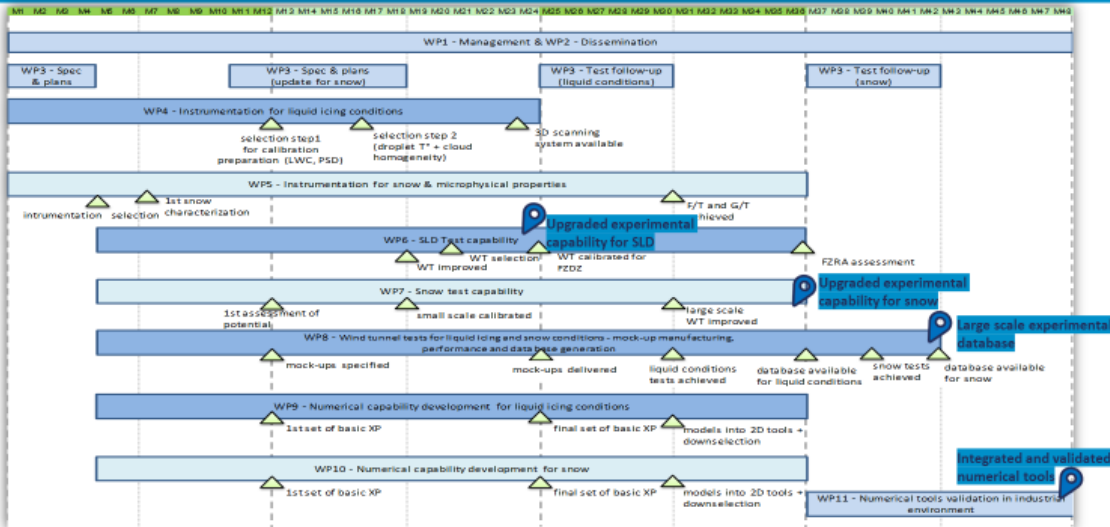 M1 M2 M3 M4 M5 M6 M7 M8 M9 M10 M11 M12 M13 M14 M15 M16 M17 M18 M19 M20 M21 M22 M23 M24 M25 M26 M27 M28 M29 M30 M31 M32 M33 M34 M35 M36 M37 M38 M39 M40 M41 M42 M43 M44 M45 M46 M47 M48
WP1 - Management & WP2 - Dissemination
WP3 - Spec
& plans
WP3 - Spec & plans
(update for snow)
WP3 - Test follow-up
(liquid conditions)
WP3 - Test follow-up
(snow)
WP4 - Instrumentation for liquid icing conditions
selection step1
for calibration
preparation (LWC, PSD)
selection step 2
(droplet T° + cloud
homogeneity)
3D scanning
system available
WP5 - Instrumentation for snow & microphysical properties
intrumentation selection
1st snow
characterization
F/T and G/T
hieved
Upgraded experimental
capability for SLD
WP6 - SLD Test capability
WT improved
WT selection
WT calibrated for
FZDZ
FZRA assessment
WP7 - Snow test capability
1st assessment of
potential
small scale calibrated
large scale
WT improved
Upgraded experimental
capability for snow
WP8 - Wind tunnel tests for liquid icing and snow conditions - mock-up manufacturing,
performance and database generation
mock-ups specified
mock-ups delivered
liquid conditions
tests achieved
database available
for liquid conditions
snow tests
achieved
database available
for snow
Large scale experimental
database
WP9 - Numerical capability development for liquid icing conditions
1st set of basic XP
final set of basic XP
models into 2D tools +
downselection
WP10 - Numerical capability development for snow
1st set of basic XP
final set of basic XP
models into 2D tools +
downselection
Integrated and validated
numerical tools
WP11 - Numerical tools validation in industrial
environment